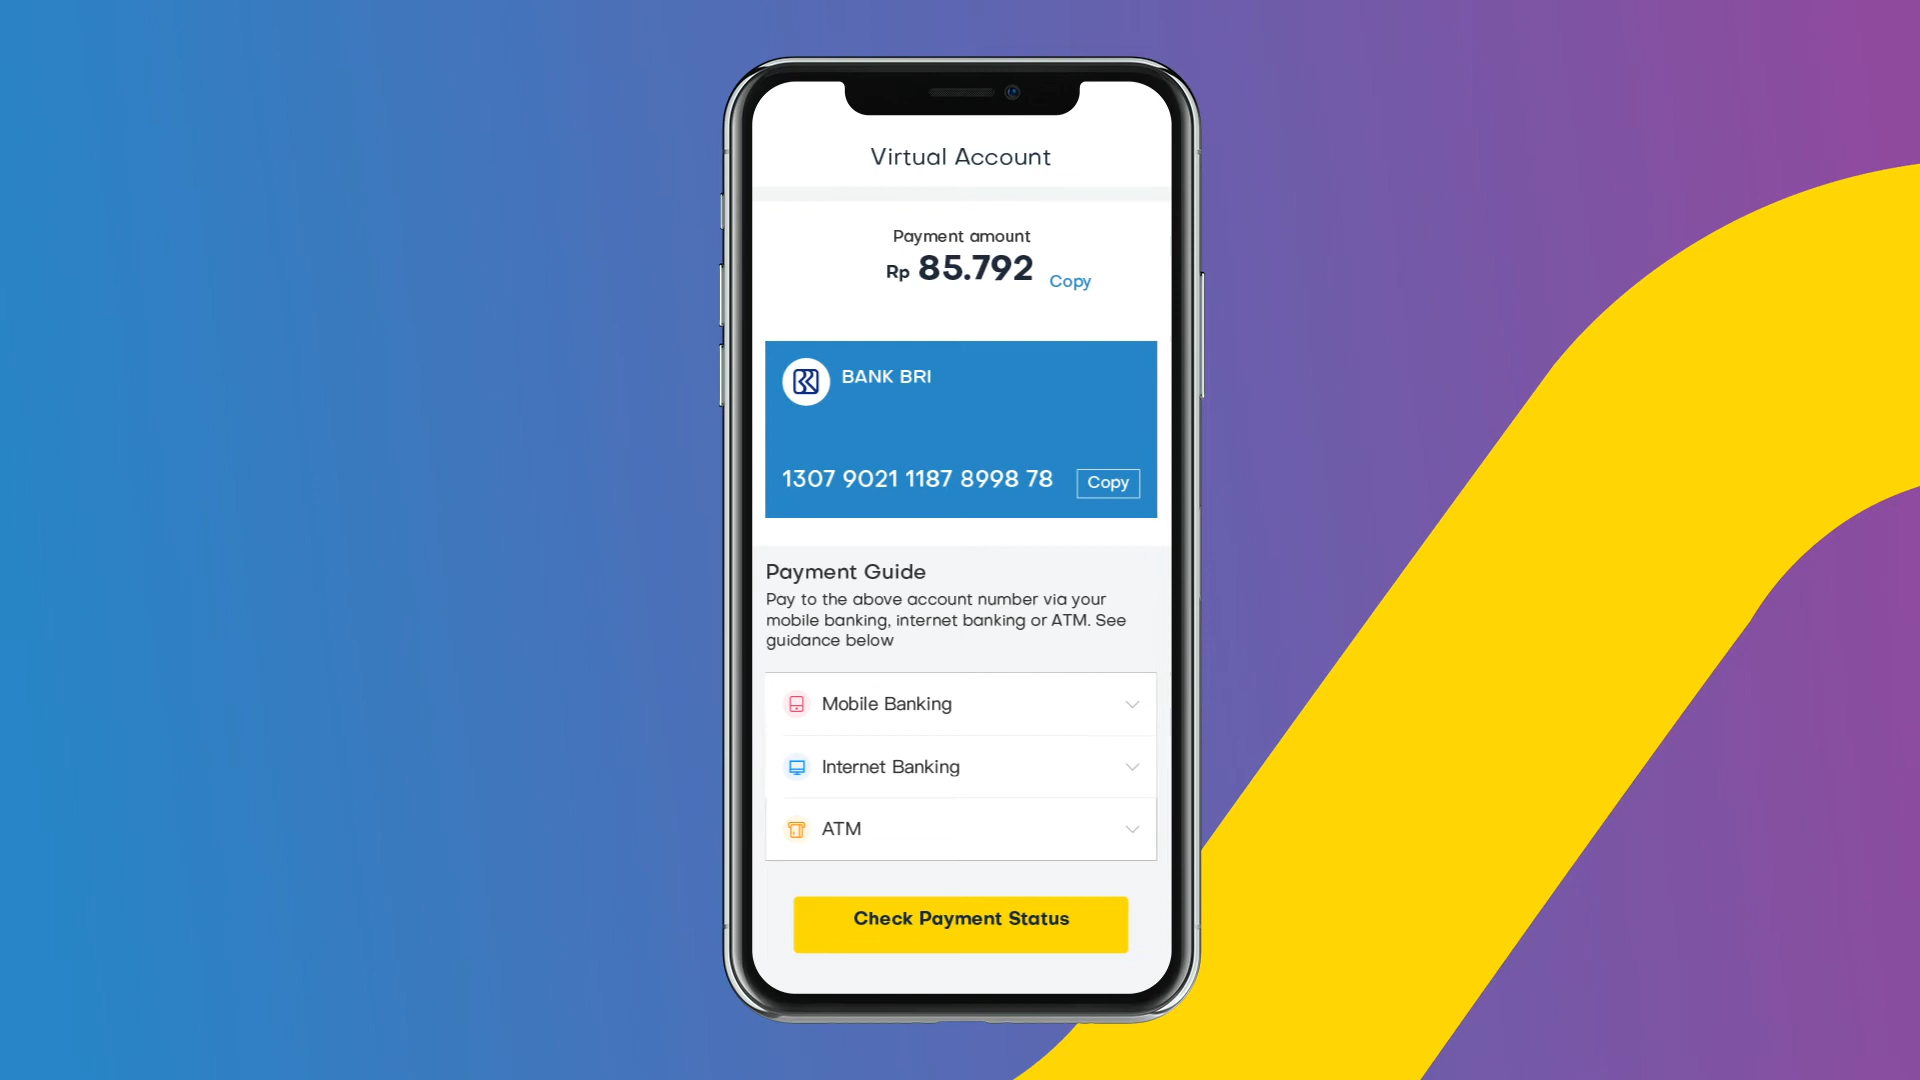 Virtual Account
Payment amount
Rp 85.792 Copy
BANK BRI
1307 9021 1187 8998 78 Copy
Payment Guide
Pay to the above account number via your
mobile banking, internet banking or ATM. See
guidance below
Mobile Banking
Internet Banking
ATM
Check Payment Status